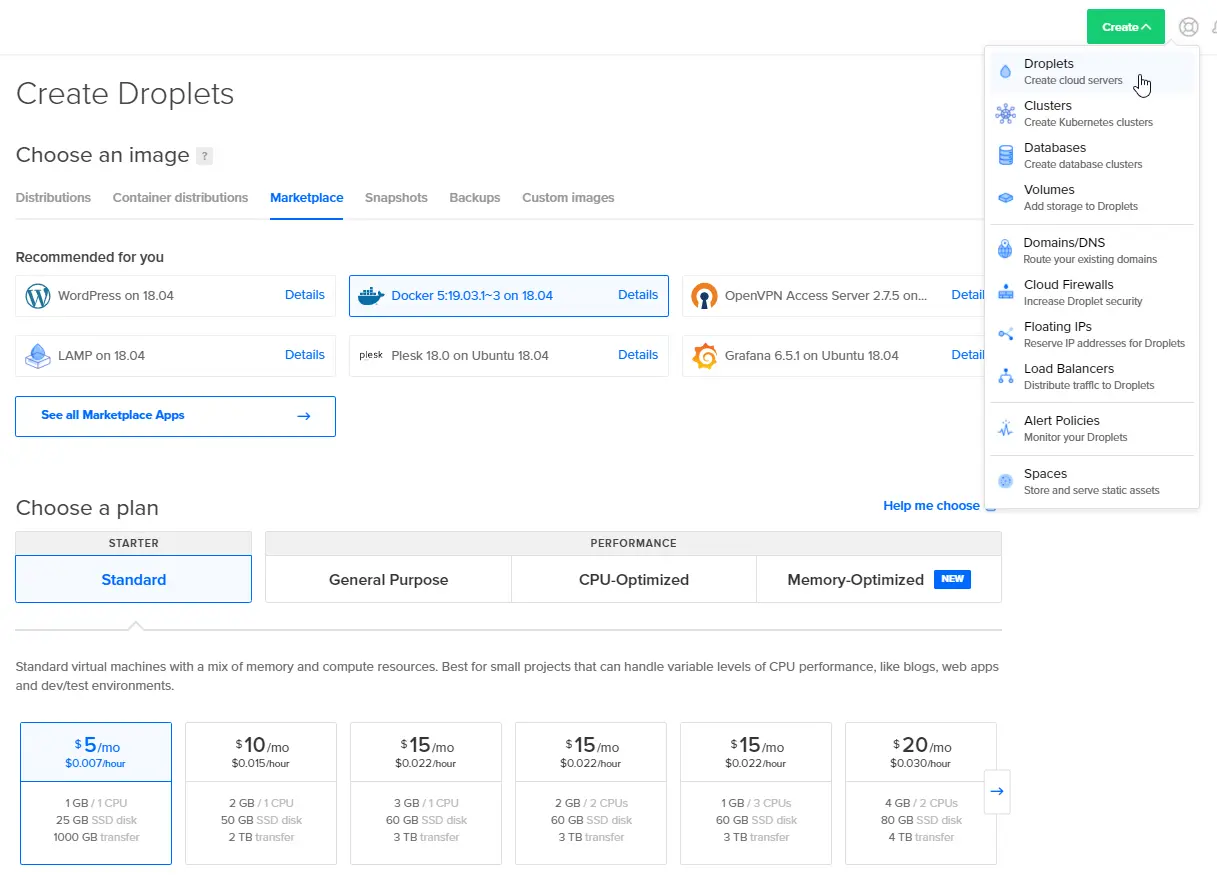 Create
Droplets
Create cloud servers
Clusters
Create Kubernetes clusters
Databases
Create database clusters
Volumes
Add storage to Droplets
Domains/DNS
Route your existing domains
Cloud Firewalls
Increase Droplet security
Floating IPs
Reserve IP addresses for Droplets
Load Balancers
Distribute traffic to Droplets
Alert Policies
Monitor your Droplets
Spaces
Store and serve static assets
Create Droplets
Choose an image ?
Distributions Container distributions Marketplace Snapshots Backups Custom images
Recommended for you
WordPress on 18.04 Details Docker 5:19.03.1~3 on 18.04 Details OpenVPN Access Server 2.7.5 on... Detail
LAMP on 18.04 Details plesk Plesk 18.0 on Ubuntu 18.04 Details Grafana 6.5.1 on Ubuntu 18.04 Detail
See all Marketplace Apps →
Choose a plan Help me choose
STARTER PERFORMANCE
Standard General Purpose CPU-Optimized Memory-Optimized NEW
Standard virtual machines with a mix of memory and compute resources. Best for small projects that can handle variable levels of CPU performance, like blogs, web apps
and dev/test environments.
$5/mo $10/mo $15/mo $15/mo $15/mo $20/mo
$0.007/hour $0.015/hour $0.022/hour $0.022/hour $0.022/hour $0.030/hour
1 GB / 1 CPU 2 GB / 1 CPU 3 GB / 1 CPU 2 GB / 2 CPUs 1 GB / 3 CPUs 4 GB / 2 CPUs
25 GB SSD disk 50 GB SSD disk 60 GB SSD disk 60 GB SSD disk 60 GB SSD disk 80 GB SSD disk
1000 GB transfer 2 TB transfer 3 TB transfer 3 TB transfer 3 TB transfer 4 TB transfer